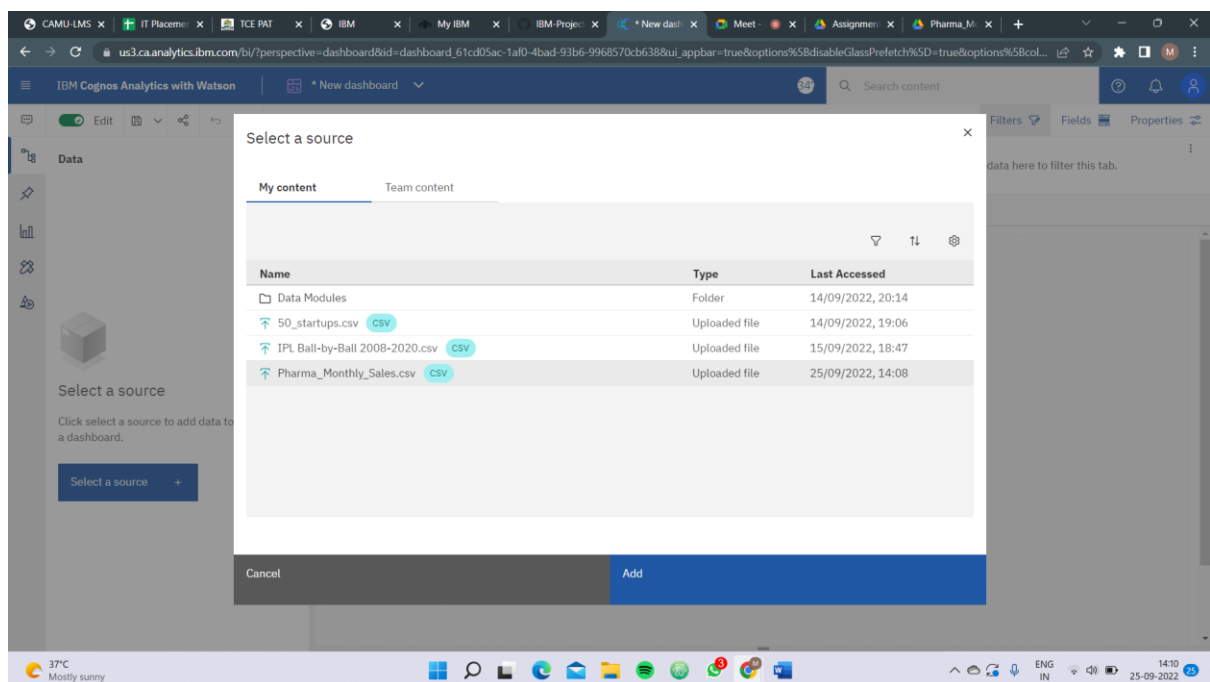 CAMU-LMS
IT Placemer
TCE PAT
IBM
My IBM
IBM-Project
* New dash
Meet -
Assignment
Pharma_Mo
us3.ca.analytics.ibm.com/bi/?perspective=dashboard&id=dashboard_61cd05ac-1af0-4bad-93b6-9968570cb638&ui_appbar=true&options%5BdisableGlassPrefetch%5D=true&options%5Bcol...
M
IBM Cognos Analytics with Watson
* New dashboard
Search content
Edit
Filters
Fields
Properties
Data
data here to filter this tab.
Select a source
My content Team content
Name Type Last Accessed
Data Modules Folder 14/09/2022, 20:14
50_startups.csv CSV Uploaded file 14/09/2022, 19:06
IPL Ball-by-Ball 2008-2020.csv CSV Uploaded file 15/09/2022, 18:47
Pharma_Monthly_Sales.csv CSV Uploaded file 25/09/2022, 14:08
Select a source
Click select a source to add data to
a dashboard.
Select a source +
Cancel Add
37°C
Mostly sunny
9
ENG
IN
14:10
25-09-2022
25